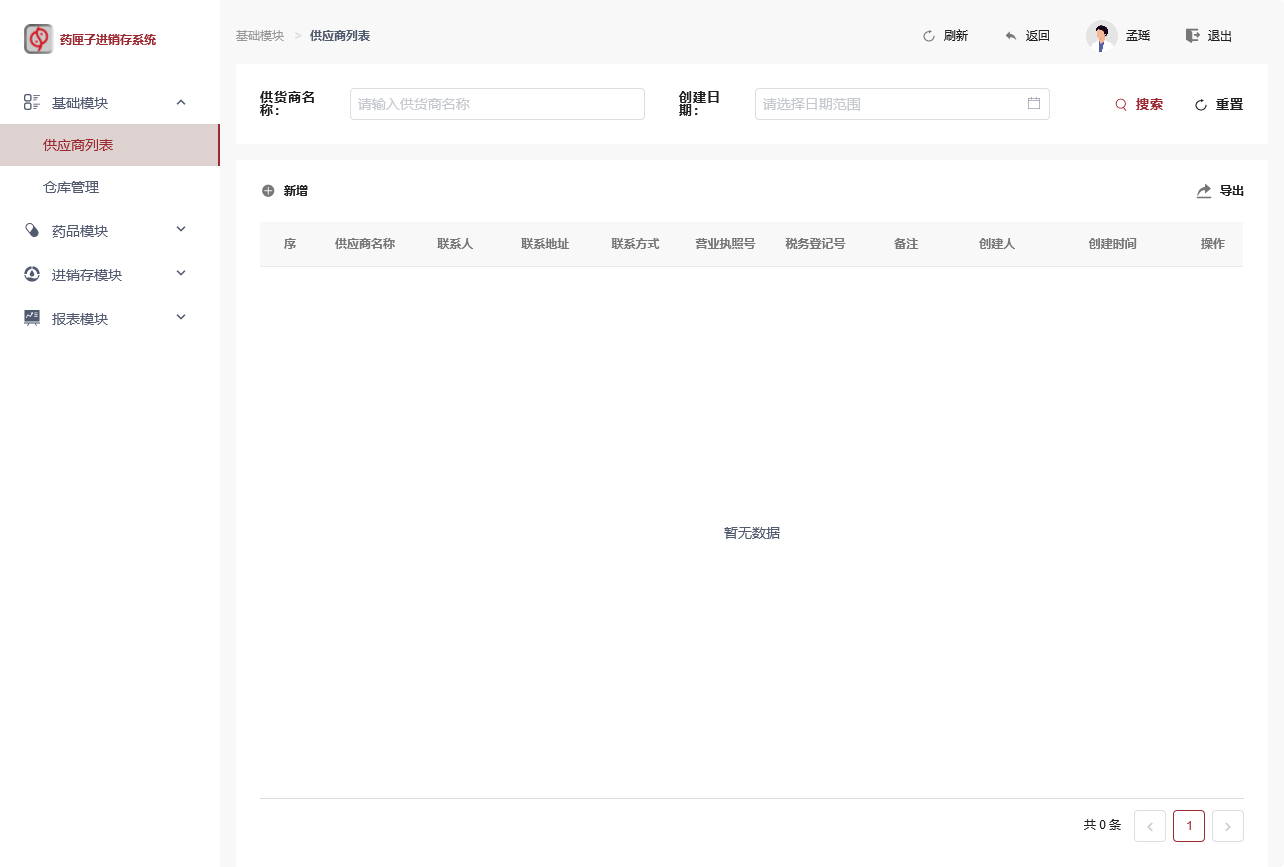 药匣子进销存系统
基础模块
供应商列表
仓库管理
药品模块
进销存模块
报表模块
基础模块 > 供应商列表
刷新
返回
孟瑶
退出
供货商名
称:
请输入供货商名称
创建日
期:
请选择日期范围
搜索
重置
新增
导出
序 供应商名称 联系人 联系地址 联系方式 营业执照号 税务登记号 备注 创建人 创建时间 操作
暂无数据
共 0 条
1